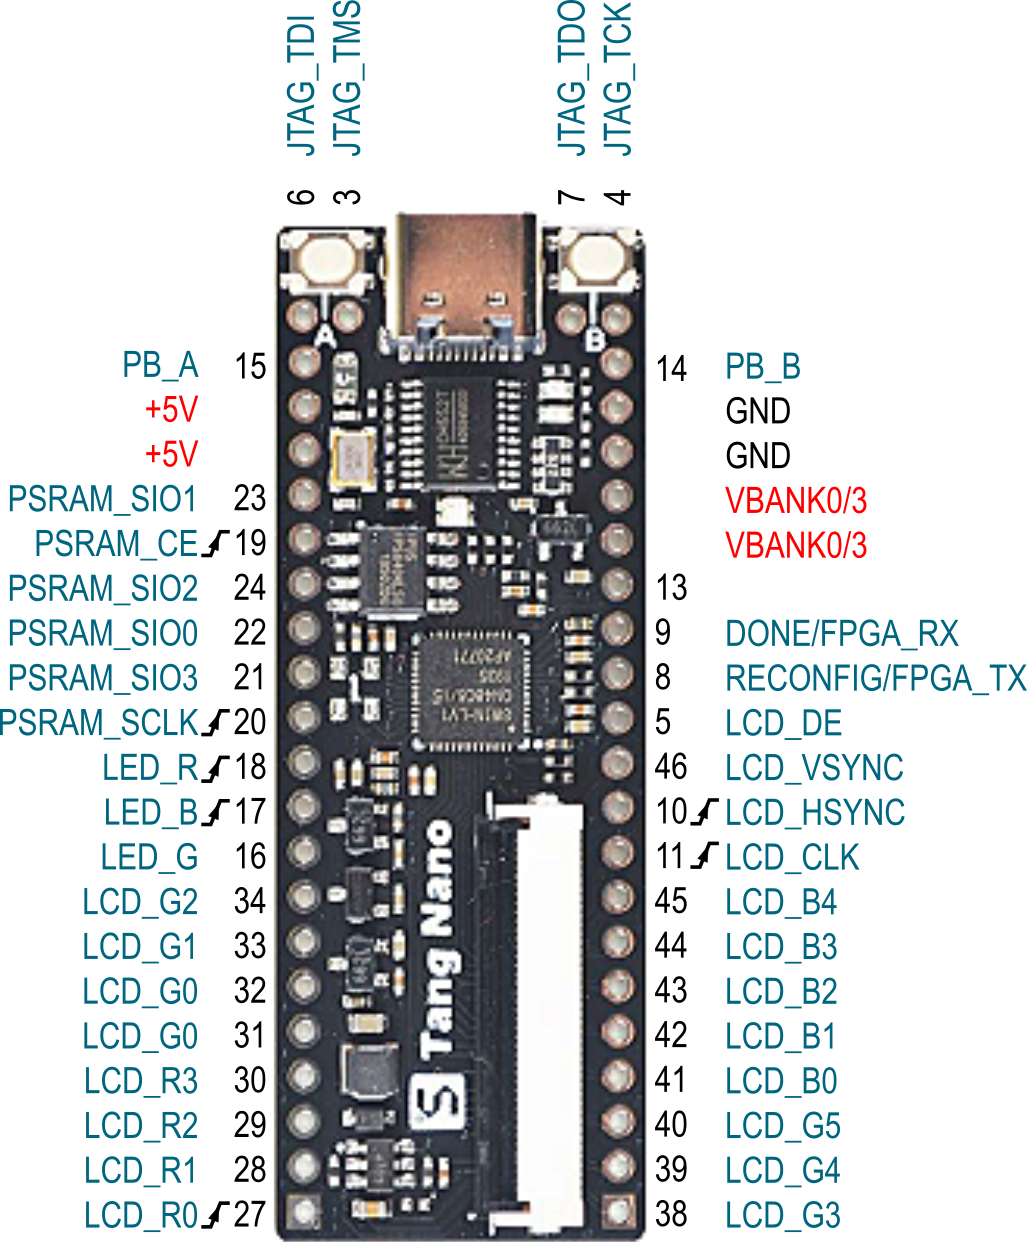 JTAG_TDI JTAG_TMS JTAG_TDO JTAG_TCK
6 3 7 4
A B
PB_A 15 14 PB_B
+5V GND
+5V GND
PSRAM_SIO1 23 VBANK0/3
PSRAM_CE 19 VBANK0/3
PSRAM_SIO2 24 13
PSRAM_SIO0 22 9 DONE/FPGA_RX
PSRAM_SIO3 21 8 RECONFIG/FPGA_TX
PSRAM_SCLK 20 5 LCD_DE
LED_R 18 46 LCD_VSYNC
LED_B 17 10 LCD_HSYNC
LED_G 16 11 LCD_CLK
LCD_G2 34 45 LCD_B4
LCD_G1 33 44 LCD_B3
LCD_G0 32 43 LCD_B2
LCD_G0 31 42 LCD_B1
LCD_R3 30 41 LCD_B0
LCD_R2 29 40 LCD_G5
LCD_R1 28 39 LCD_G4
LCD_R0 27 38 LCD_G3
S Tang Nano